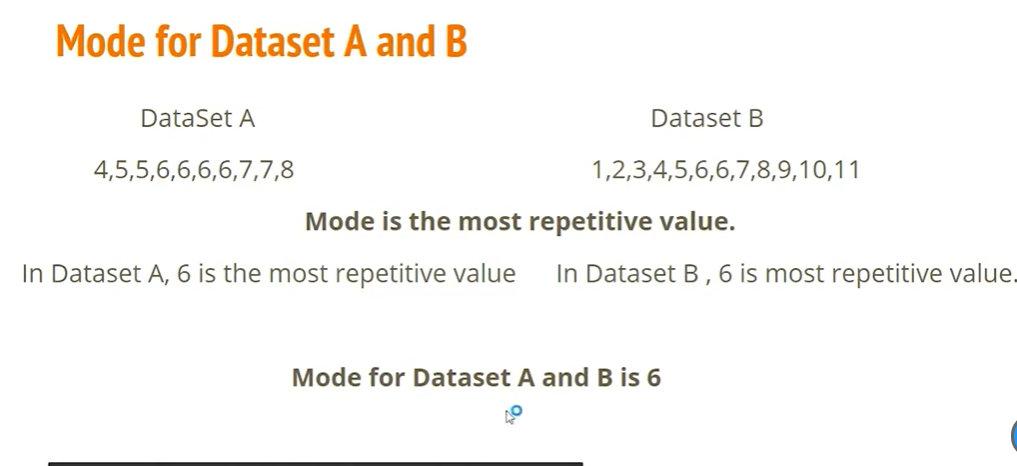 Mode for Dataset A and B
DataSet A
Dataset B
4,5,5,6,6,6,6,7,7,8
1,2,3,4,5,6,6,7,8,9,10,11
Mode is the most repetitive value.
In Dataset A, 6 is the most repetitive value
In Dataset B , 6 is most repetitive value.
Mode for Dataset A and B is 6